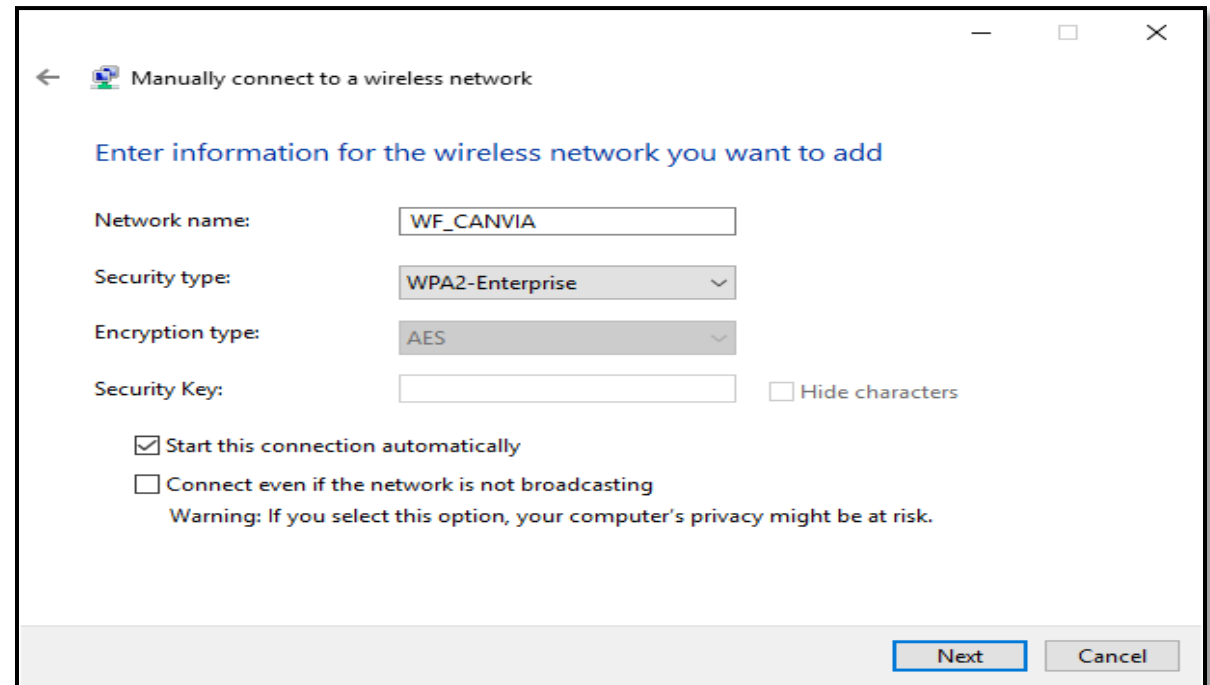 Manually connect to a wireless network
Enter information for the wireless network you want to add
Network name: WF_CANVIA
Security type: WPA2-Enterprise
Encryption type: AES
Security Key: Hide characters
Start this connection automatically
Connect even if the network is not broadcasting
Warning: If you select this option, your computer's privacy might be at risk.
Next Cancel